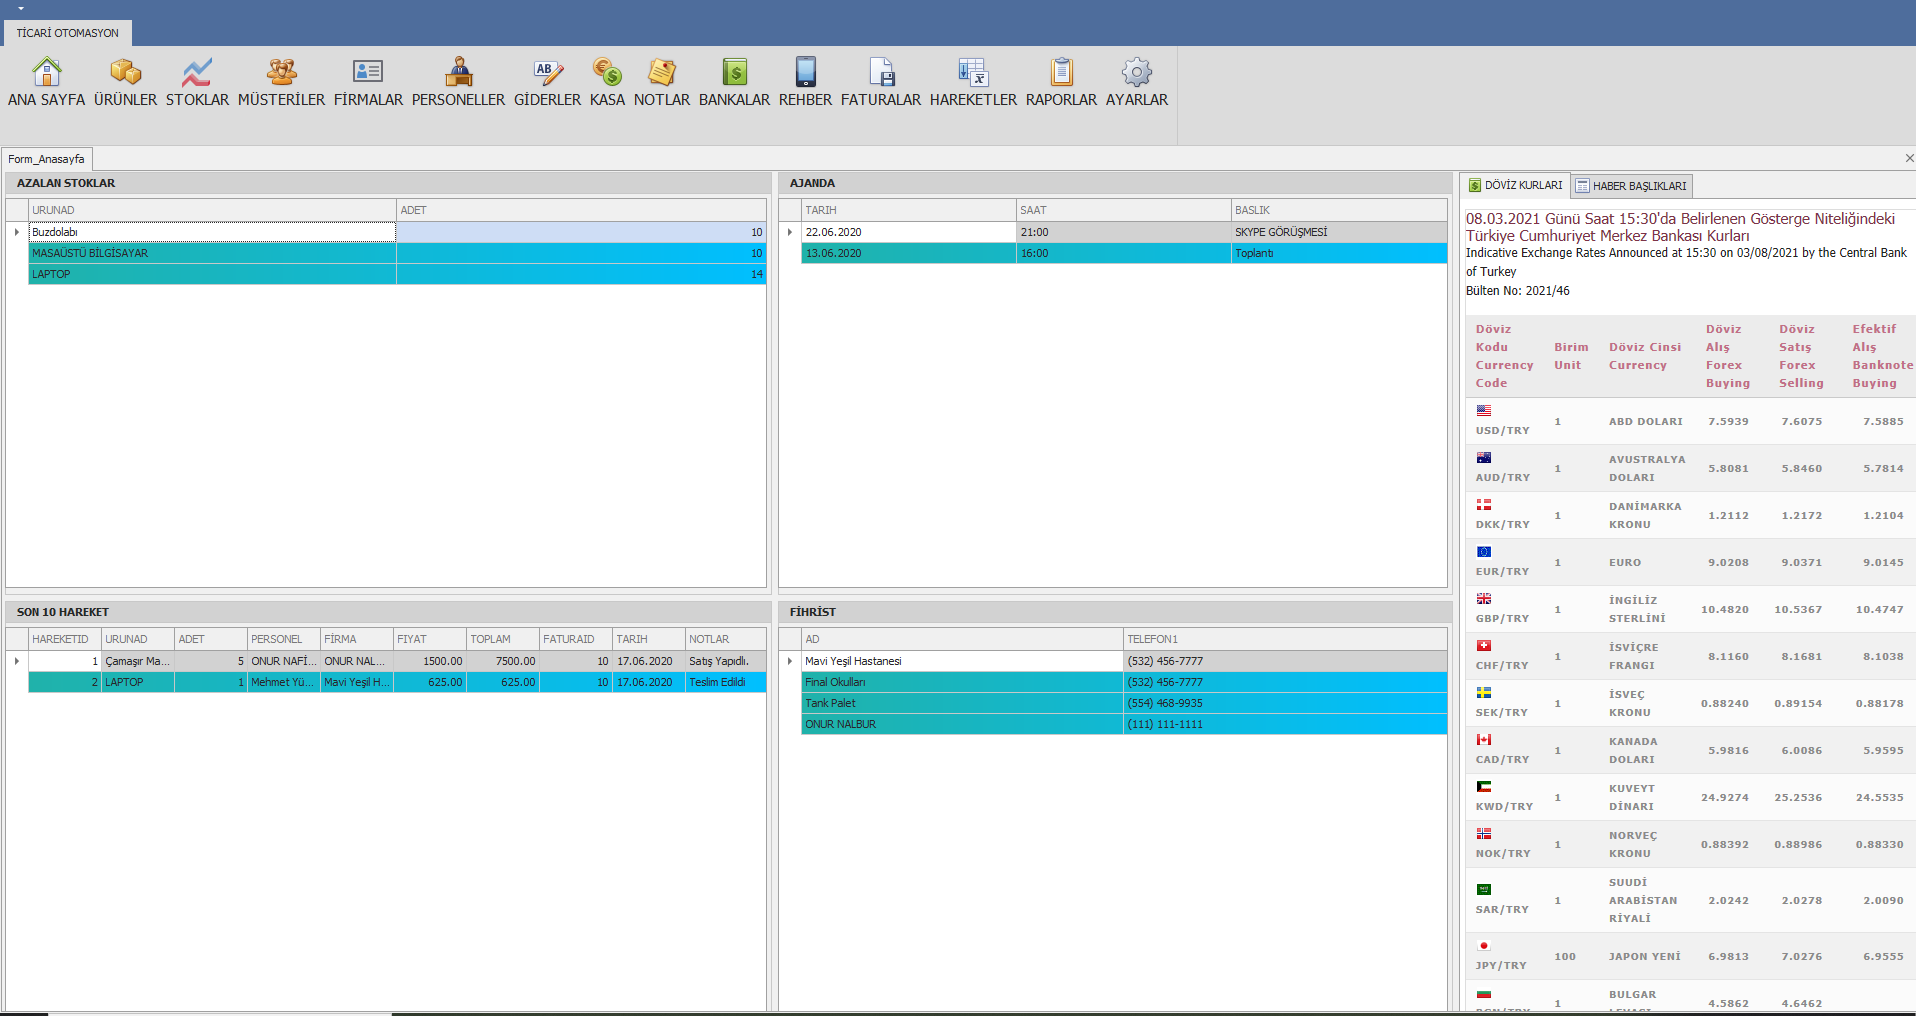 TİCARİ OTOMASYON
ANA SAYFA ÜRÜNLER STOKLAR MÜSTERİLER FİRMALAR PERSONELLER GİDERLER KASA NOTLAR BANKALAR REHBER FATURALAR HAREKETLER RAPORLAR AYARLAR
Form_Anasayfa
AZALAN STOKLAR
URUNAD ADET
Buzdolabı 10
MASAÜSTÜ BİLGİSAYAR 10
LAPTOP 14
AJANDA
TARIH SAAT BASLIK
22.06.2020 21:00 SKYPE GÖRÜŞMESİ
13.06.2020 16:00 Toplantı
SON 10 HAREKET
HAREKETID URUNAD ADET PERSONEL FİRMA FIYAT TOPLAM FATURAID TARIH NOTLAR
1 Çamaşır Ma... 5 ONUR NAFİ... ONUR NAL... 1500.00 7500.00 10 17.06.2020 Satış Yapıdlı.
2 LAPTOP 1 Mehmet Yü... Mavi Yeşil H... 625.00 625.00 10 17.06.2020 Teslim Edildi
FİHRİST
AD TELEFON1
Mavi Yeşil Hastanesi (532) 456-7777
Final Okulları (532) 456-7777
Tank Palet (554) 468-9935
ONUR NALBUR (111) 111-1111
DÖVİZ KURLARI HABER BAŞLIKLARI
08.03.2021 Günü Saat 15:30'da Belirlenen Gösterge Niteliğindeki
Türkiye Cumhuriyet Merkez Bankası Kurları
Indicative Exchange Rates Announced at 15:30 on 03/08/2021 by the Central Bank
of Turkey
Bülten No: 2021/46
Döviz Döviz Döviz Efektif
Kodu Birim Döviz Cinsi Alış Satış Alış
Currency Unit Currency Forex Forex Banknote
Code Buying Selling Buying
USD/TRY 1 ABD DOLARI 7.5939 7.6075 7.5885
AUD/TRY 1 AVUSTRALYA DOLARI 5.8081 5.8460 5.7814
DKK/TRY 1 DANİMARKA KRONU 1.2112 1.2172 1.2104
EUR/TRY 1 EURO 9.0208 9.0371 9.0145
GBP/TRY 1 İNGİLİZ STERLİNİ 10.4820 10.5367 10.4747
CHF/TRY 1 İSVİÇRE FRANGI 8.1160 8.1681 8.1038
SEK/TRY 1 İSVEÇ KRONU 0.88240 0.89154 0.88178
CAD/TRY 1 KANADA DOLARI 5.9816 6.0086 5.9595
KWD/TRY 1 KUVEYT DİNARI 24.9274 25.2536 24.5535
NOK/TRY 1 NORVEÇ KRONU 0.88392 0.88986 0.88330
SAR/TRY 1 SUUDİ ARABİSTAN RİYALİ 2.0242 2.0278 2.0090
JPY/TRY 100 JAPON YENİ 6.9813 7.0276 6.9555
1 BULGAR 4.5862 4.6462